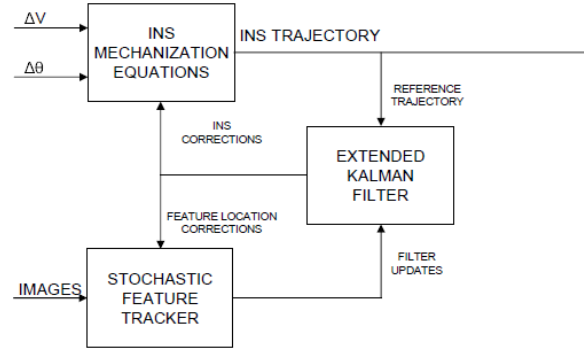 ΔV
Δθ
INS
MECHANIZATION
EQUATIONS
INS TRAJECTORY
REFERENCE
TRAJECTORY
INS
CORRECTIONS
EXTENDED
KALMAN
FILTER
FEATURE LOCATION
CORRECTIONS
FILTER
UPDATES
IMAGES
STOCHASTIC
FEATURE
TRACKER